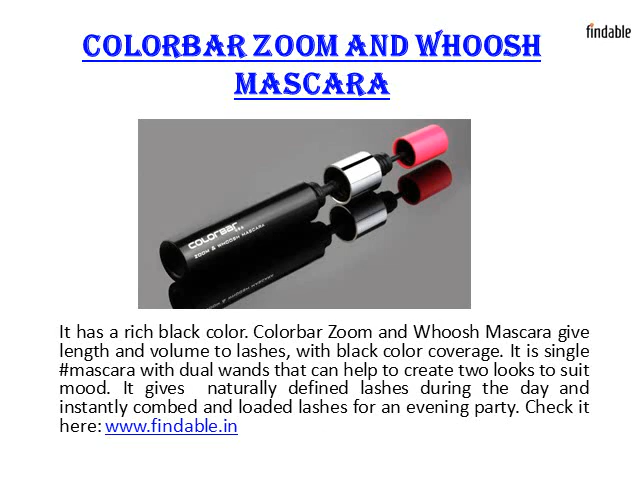 findable
COLORBAR ZOOM AND WHOOSH
MASCARA
COLORBAR
USA
ZOOM & WHOOSH MASCARA
It has a rich black color. Colorbar Zoom and Whoosh Mascara give
length and volume to lashes, with black color coverage. It is single
#mascara with dual wands that can help to create two looks to suit
mood. It gives naturally defined lashes during the day and
instantly combed and loaded lashes for an evening party. Check it
here: www.findable.in